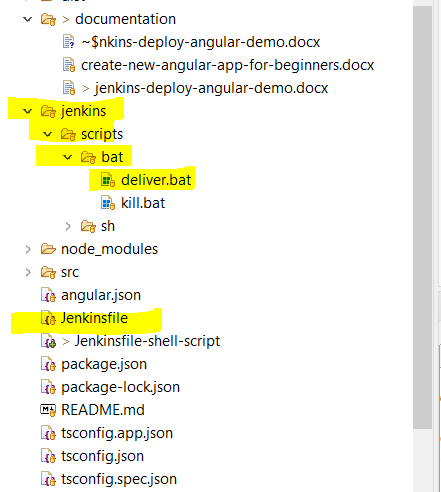 > documentation
~$nkins-deploy-angular-demo.docx
create-new-angular-app-for-beginners.docx
> jenkins-deploy-angular-demo.docx
jenkins
scripts
bat
deliver.bat
kill.bat
sh
node_modules
src
angular.json
Jenkinsfile
> Jenkinsfile-shell-script
package.json
package-lock.json
README.md
tsconfig.app.json
tsconfig.json
tsconfig.spec.json